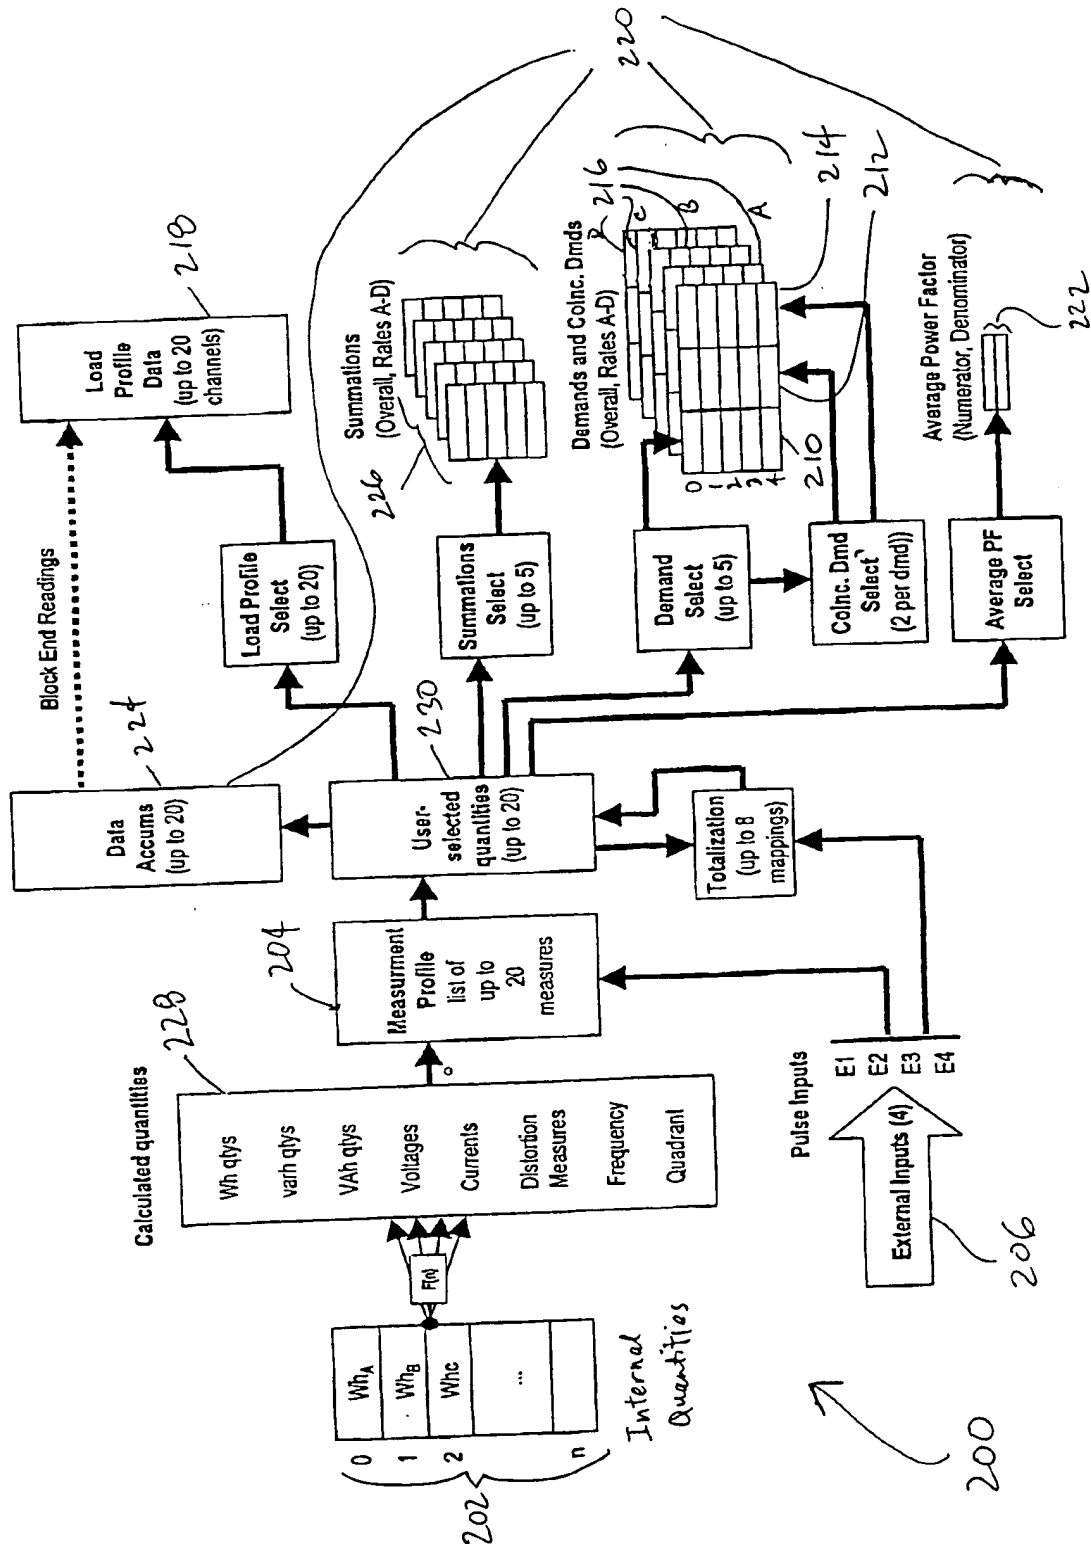 Block End Readings
Data
Accums
(up to 20)
224
Load
Profile
Data
(up to 20
channels)
218
Load Profile
Select
(up to 20)
Calculated quantities
228
Wh qtys
varh qtys
VAh qtys
Voltages
Currents
Distortion
Measures
Frequency
Quadrant
204
Measurment
Profile
list of
up to
20
measures
User-
selected
quantities
(up to 20)
230
Summations
Select
(up to 5)
226
Summations
(Overall, Rates A-D)
220
0
1
2
n
WhA
WhB
Whc
...
F(n)
202
Internal
Quantities
Totalization
(up to 8
mappings)
Demand
Select
(up to 5)
Coinc. Dmd
Select
(2 per dmd))
Demands and Coinc. Dmds
(Overall, Rates A-D)
216
D
C
B
A
0
1
2
3
4
210
214
212
Pulse Inputs
E1
E2
E3
E4
External Inputs (4)
206
Average PF
Select
Average Power Factor
(Numerator, Denominator)
222
200